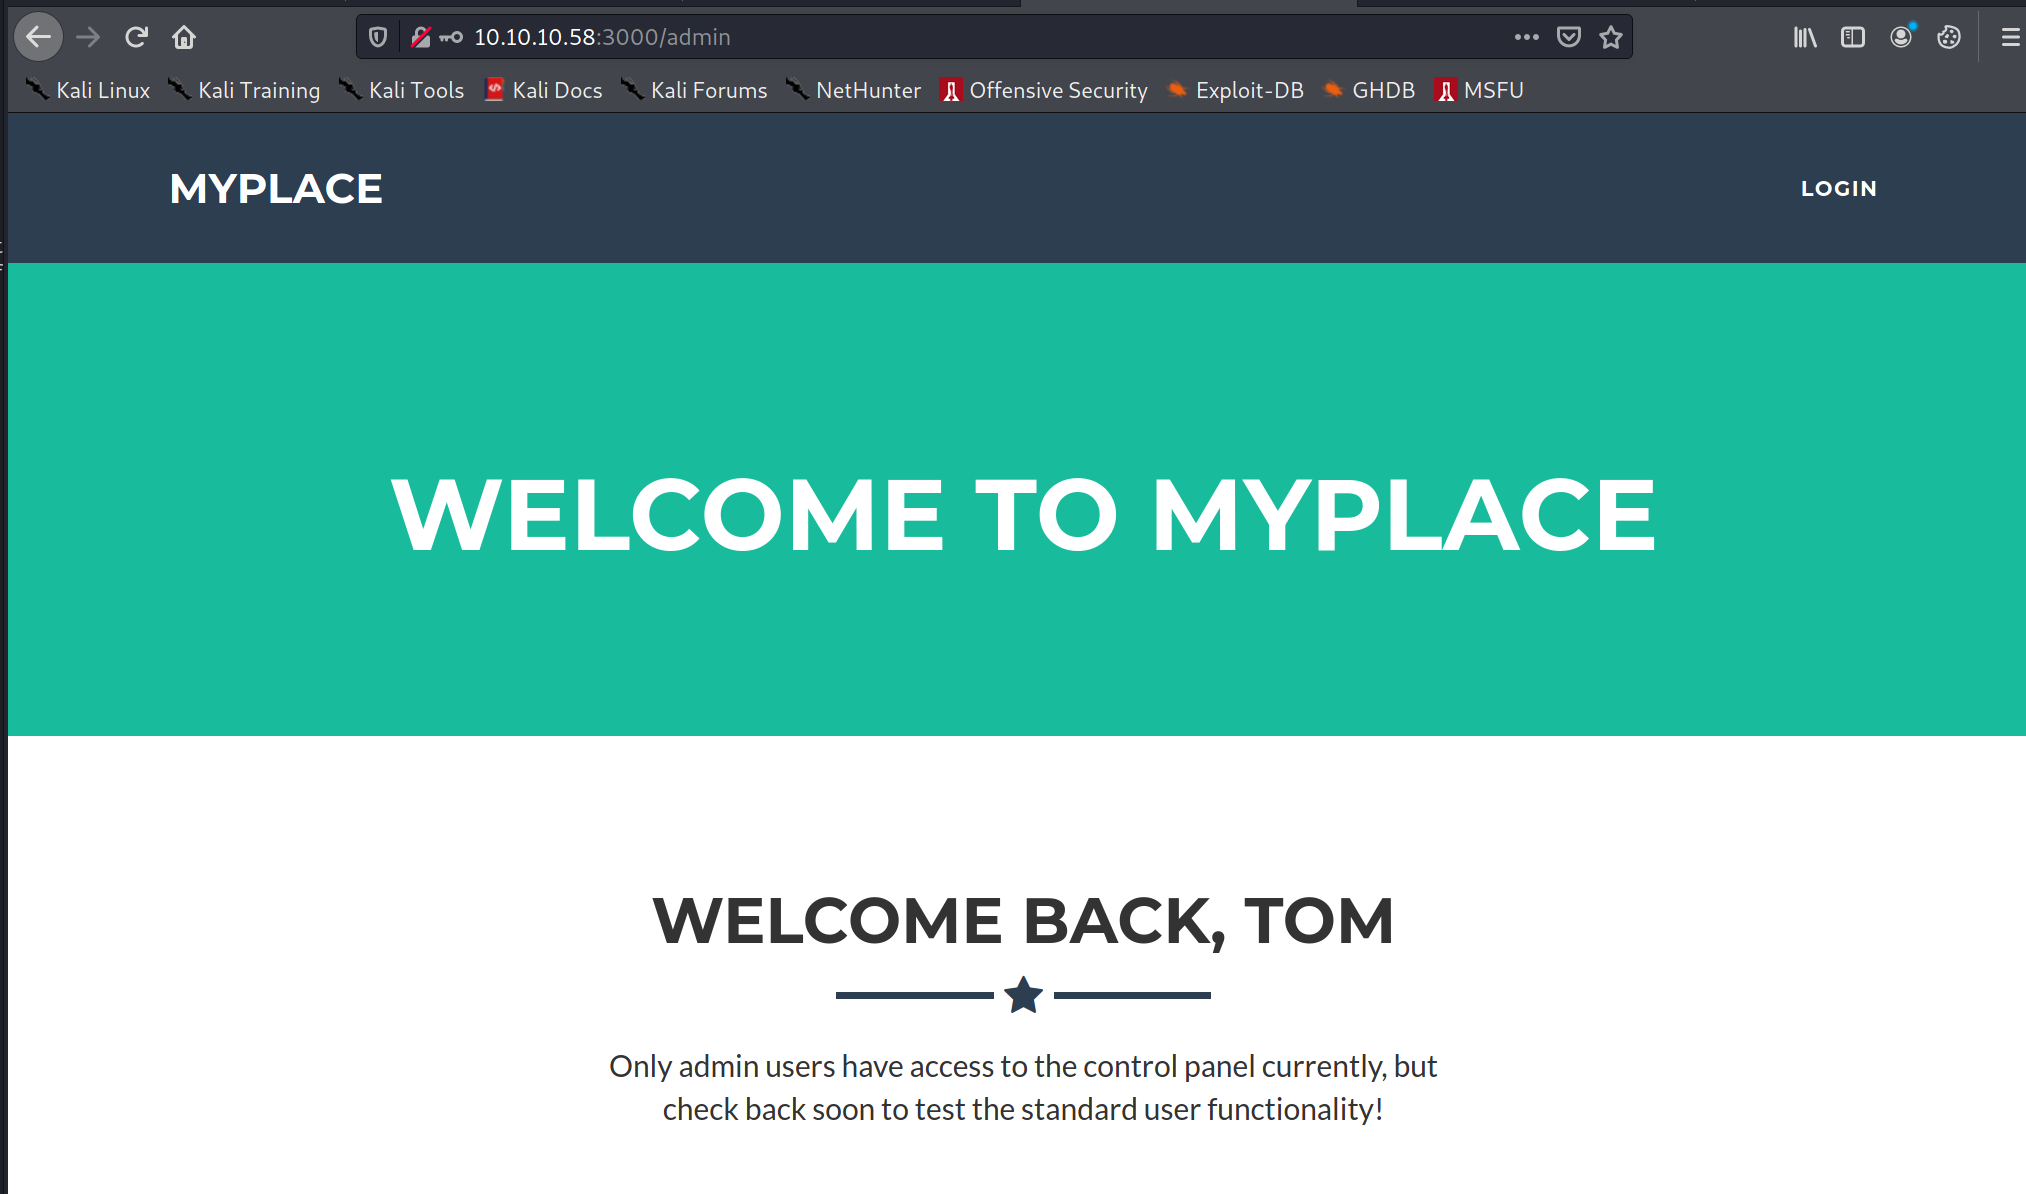 10.10.10.58:3000/admin
Kali Linux Kali Training Kali Tools Kali Docs Kali Forums NetHunter Offensive Security Exploit-DB GHDB MSFU
MYPLACE LOGIN
WELCOME TO MYPLACE
WELCOME BACK, TOM
Only admin users have access to the control panel currently, but
check back soon to test the standard user functionality!